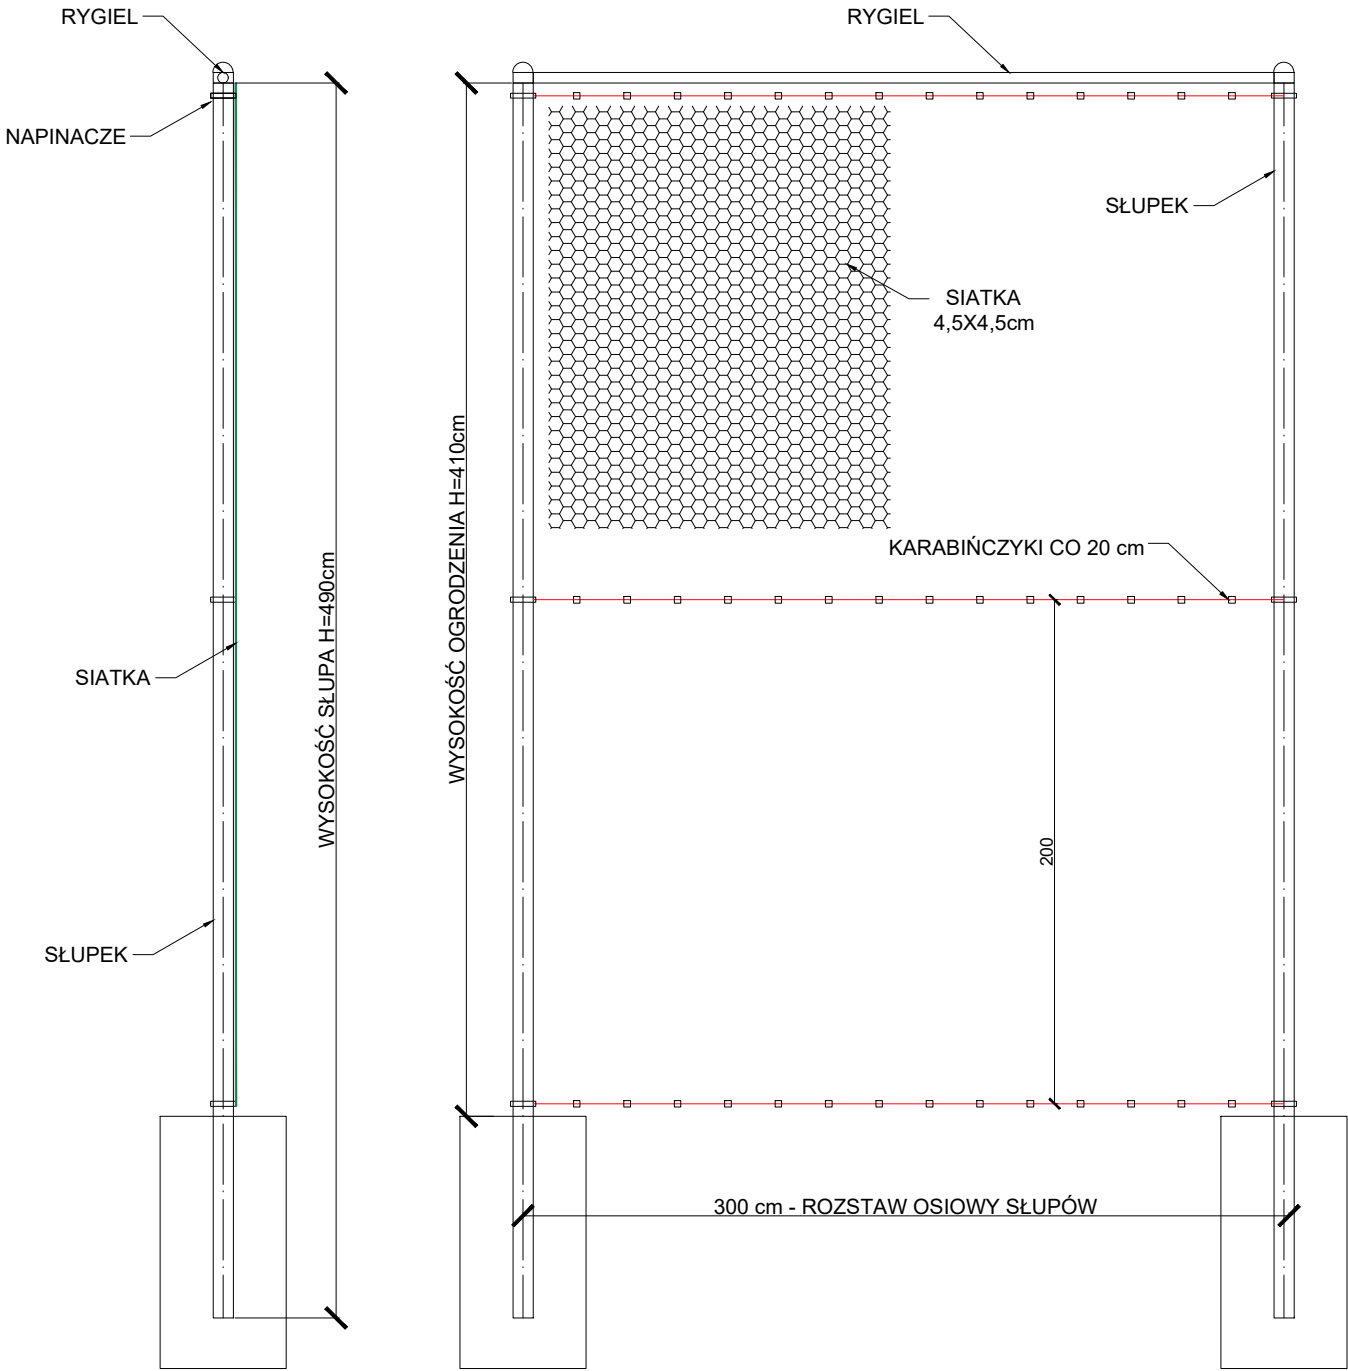 RYGIEL
RYGIEL
NAPINACZE
SŁUPEK
SIATKA
4,5X4,5cm
WYSOKOŚĆ OGRODZENIA H=410cm
KARABIŃCZYKI CO 20 cm
WYSOKOŚĆ SŁUPA H=490cm
SIATKA
200
SŁUPEK
300 cm - ROZSTAW OSIOWY SŁUPÓW